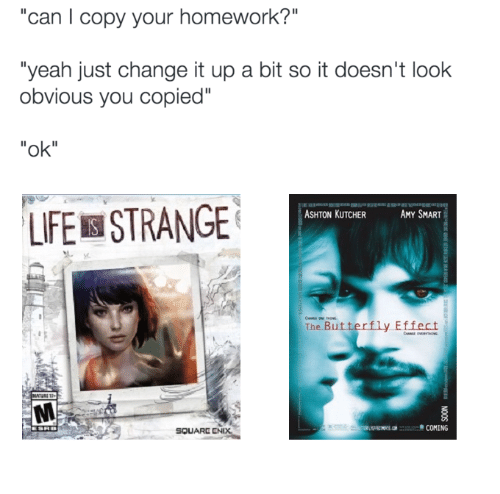 "can I copy your homework?"
"yeah just change it up a bit so it doesn't look
obvious you copied"
"ok"
LIFE IS STRANGE
MATURE 17+
M
ESRB
SQUARE ENIX
ASHTON KUTCHER AMY SMART
The Butterfly Effect
COMING
SOON